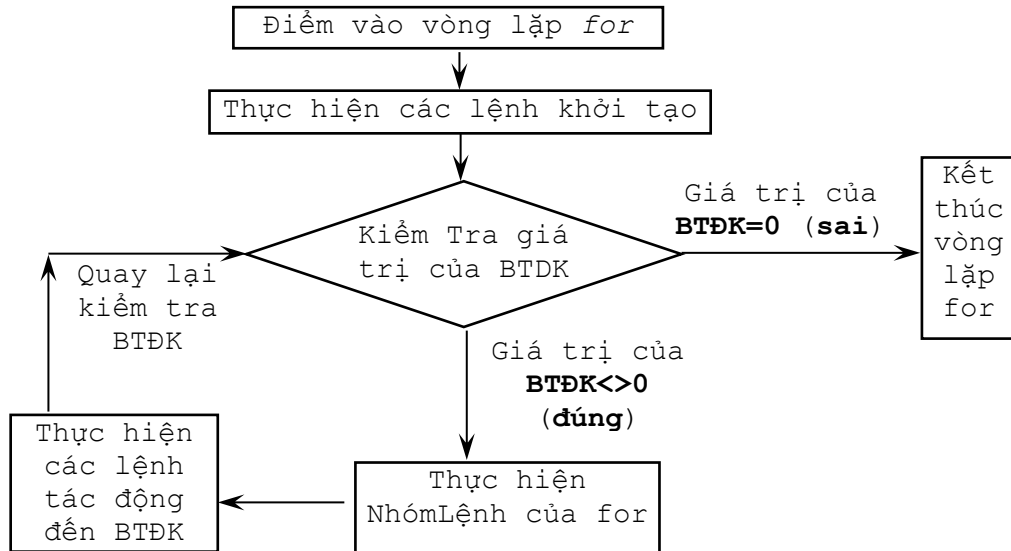 Điểm vào vòng lặp for
Thực hiện các lệnh khởi tạo
Kiểm Tra giá
trị của BTDK
Giá trị của
BTĐK=0 (sai)
Kết
thúc
vòng
lặp
for
Quay lại
kiểm tra
BTĐK
Giá trị của
BTĐK<>0
(đúng)
Thực hiện
các lệnh
tác động
đến BTĐK
Thực hiện
NhómLệnh của for